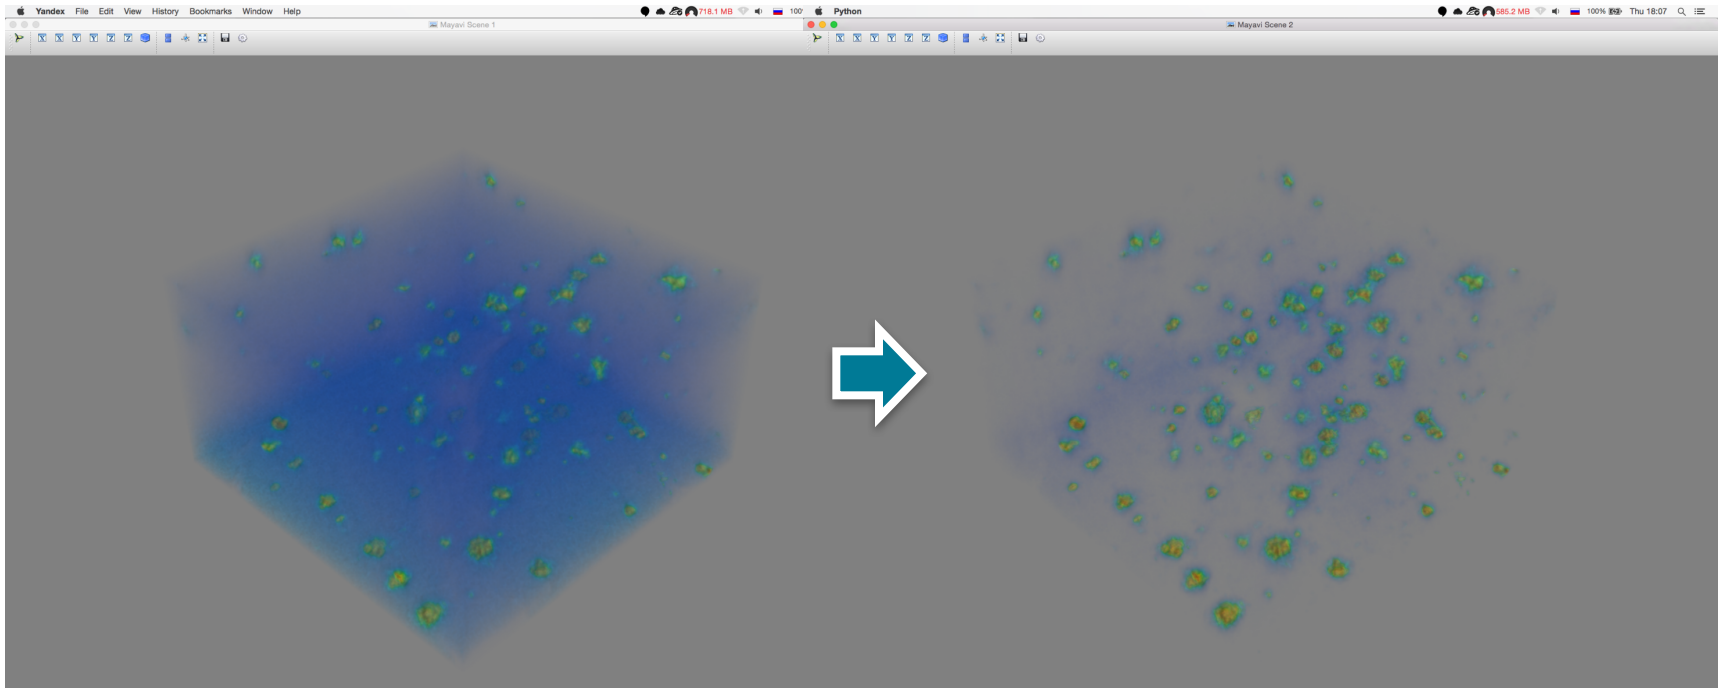 Yandex File Edit View History Bookmarks Window Help 718.1 MB 100
Python 585.2 MB 100% Thu 18:07
Mayavi Scene 1
Mayavi Scene 2
X X Y Y Z Z
X X Y Y Z Z